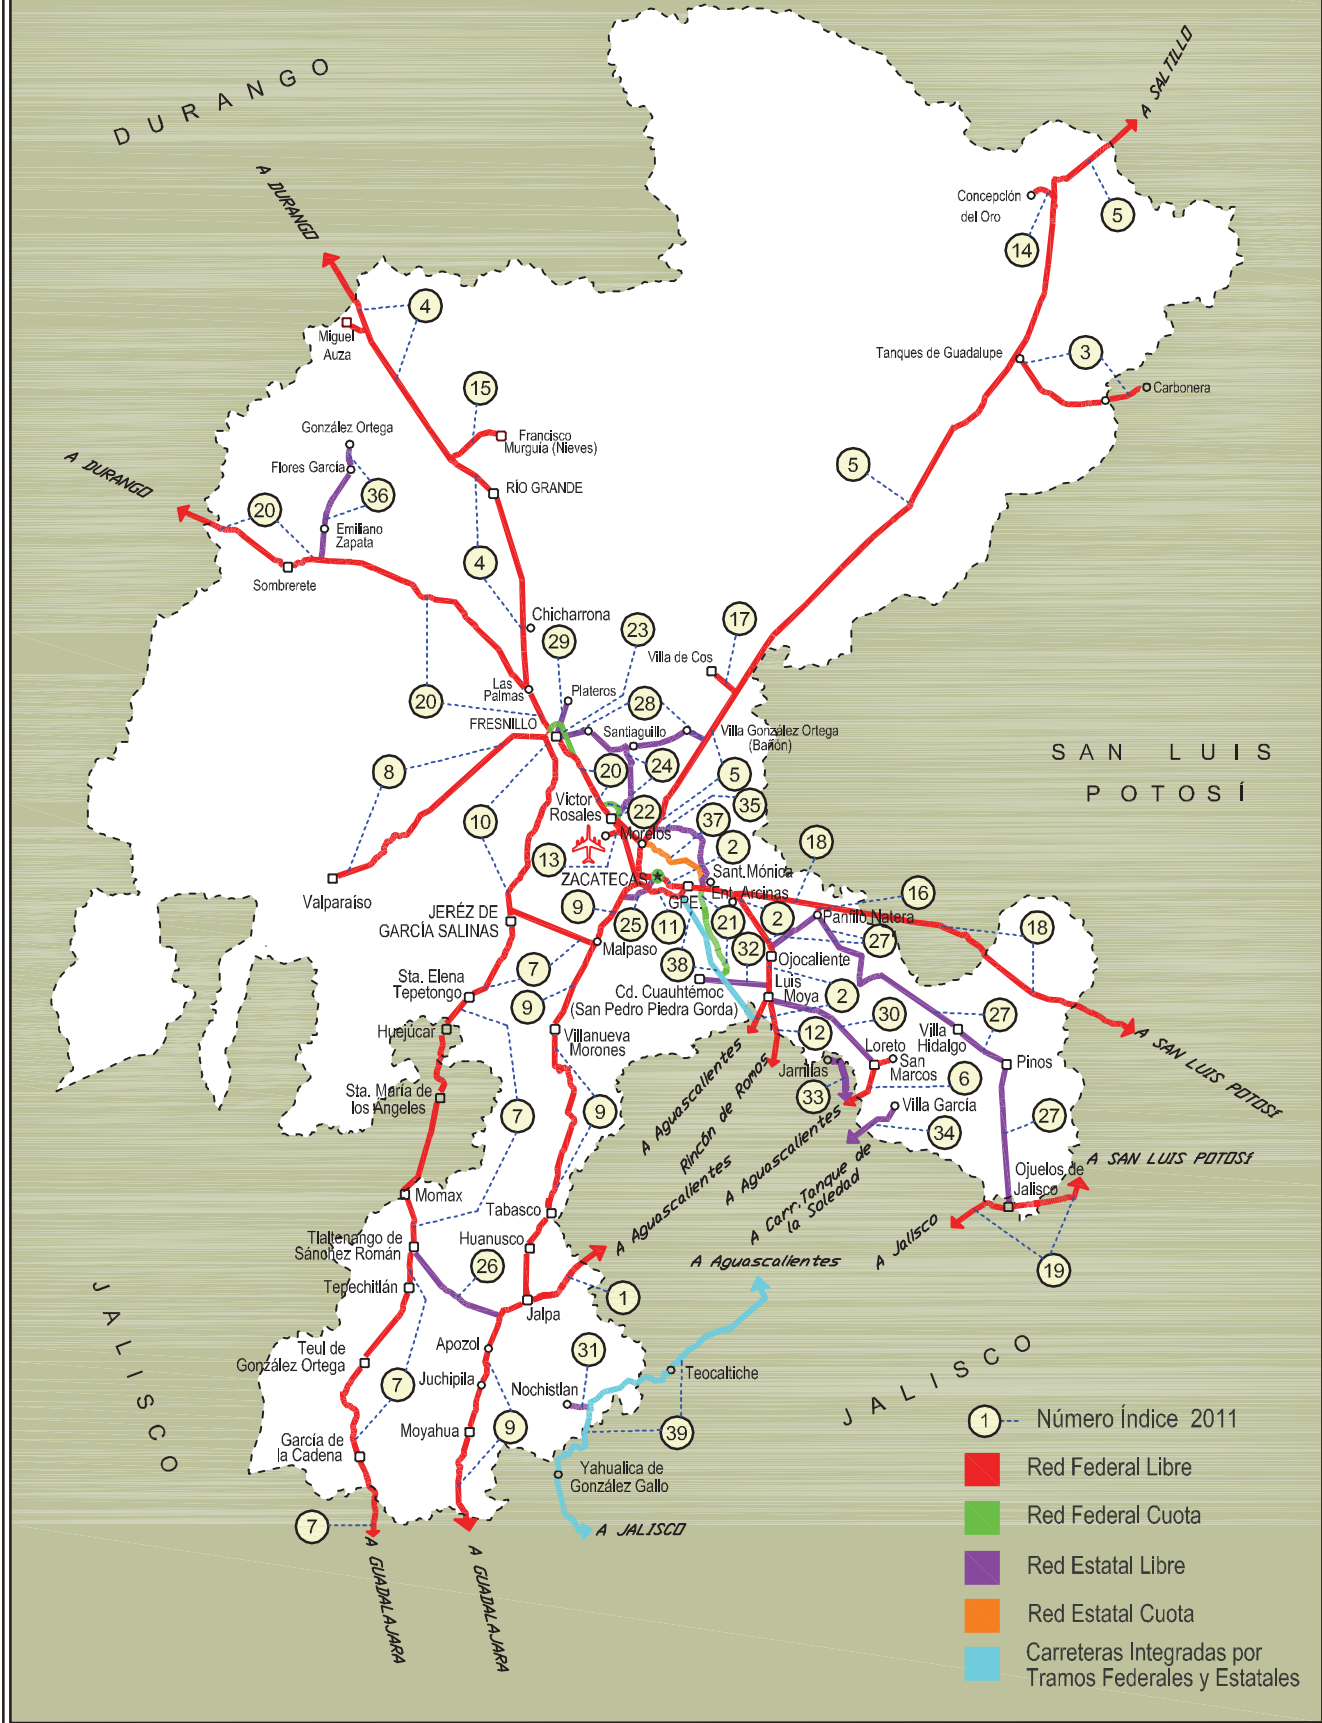 DURANGO
A SALTILLO
A DURANGO
Concepción
del Oro
5
14
4
Miguel
Auza
Tanques de Guadalupe
3
Carbonera
15
González Ortega
Francisco
Murguía (Nieves)
A DURANGO
Flores García
5
36
RÍO GRANDE
20
Emiliano
Zapata
4
Sombrerete
Chicharrona
29
23
17
Villa de Cos
Las
Palmas
Plateros
20
28
FRESNILLO
Santiaguillo
Villa González Ortega
(Bañón)
SAN LUIS
POTOSÍ
8
20
24
5
10
Victor
Rosales
22
35
37
Morelos
13
2
18
ZACATECAS
Sant.Mónica
Valparaíso
GPE.
Ent. Arcinas
16
9
25
11
21
2
Panfilo Natera
JERÉZ DE
GARCÍA SALINAS
18
Malpaso
32
27
Sta. Elena
Tepetongo
7
38
Ojocaliente
9
Cd. Cuauhtémoc
(San Pedro Piedra Gorda)
Luis
Moya
2
Huejúcar
Villanueva
Morones
12
30
27
Villa
Hidalgo
A SAN LUIS POTOSÍ
Loreto
San
Marcos
Pinos
Jarrillas
6
Sta. María de
los Angeles
33
Villa García
7
9
34
27
A Aguascalientes
Rincón de Romos
A Aguascalientes
A Carr.Tanque de
la Soledad
A SAN LUIS POTOSÍ
Ojuelos de
Jalisco
Momax
Tabasco
Tlaltenango de
Sánchez Román
Huanusco
A Aguascalientes
A Aguascalientes
A Jalisco
26
19
Tepechitlán
1
JALISCO
Jalpa
Teul de
González Ortega
Apozol
31
Teocaltiche
JALISCO
7
Juchipila
Nochistlan
Moyahua
9
39
García de
la Cadena
Yahualica de
González Gallo
7
A JALISCO
A GUADALAJARA
A GUADALAJARA
1 Número Índice 2011
Red Federal Libre
Red Federal Cuota
Red Estatal Libre
Red Estatal Cuota
Carreteras Integradas por
Tramos Federales y Estatales